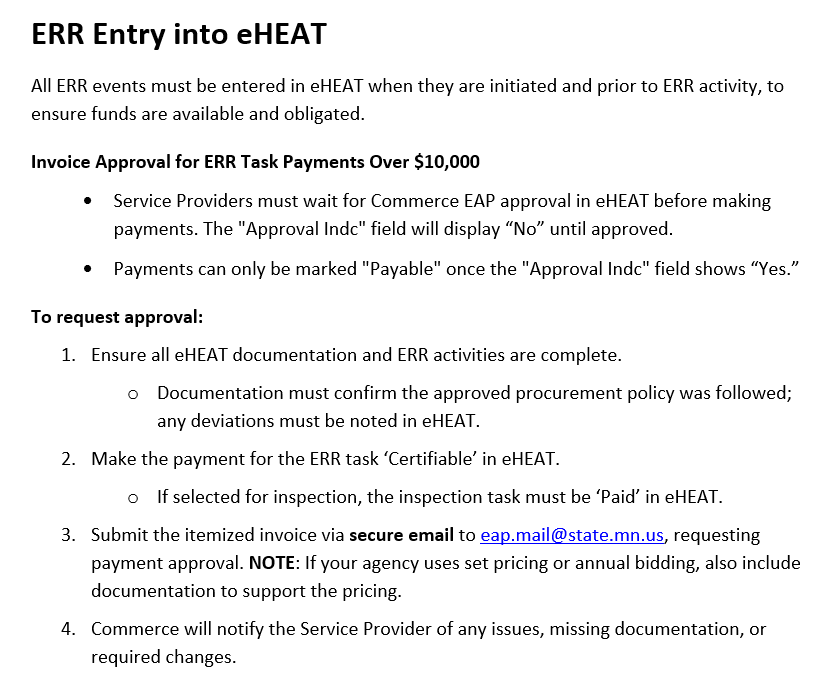 ERR Entry into eHEAT
All ERR events must be entered in eHEAT when they are initiated and prior to ERR activity, to
ensure funds are available and obligated.
Invoice Approval for ERR Task Payments Over $10,000
• Service Providers must wait for Commerce EAP approval in eHEAT before making
payments. The "Approval Indc" field will display “No” until approved.
• Payments can only be marked "Payable" once the "Approval Indc" field shows “Yes.”
To request approval:
1. Ensure all eHEAT documentation and ERR activities are complete.
o Documentation must confirm the approved procurement policy was followed;
any deviations must be noted in eHEAT.
2. Make the payment for the ERR task ‘Certifiable’ in eHEAT.
o If selected for inspection, the inspection task must be ‘Paid’ in eHEAT.
3. Submit the itemized invoice via secure email to eap.mail@state.mn.us, requesting
payment approval. NOTE: If your agency uses set pricing or annual bidding, also include
documentation to support the pricing.
4. Commerce will notify the Service Provider of any issues, missing documentation, or
required changes.